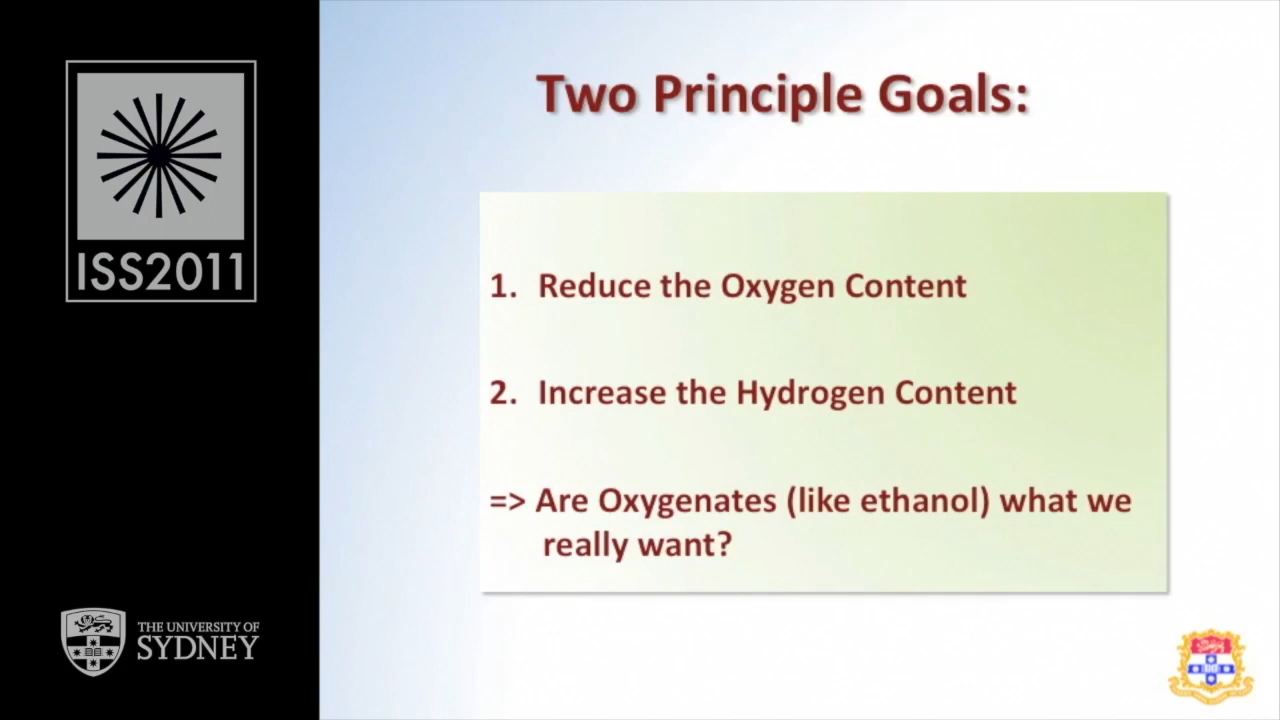 Two Principle Goals:
ISS2011
1. Reduce the Oxygen Content
2. Increase the Hydrogen Content
=> Are Oxygenates (like ethanol) what we
really want?
THE UNIVERSITY OF
SYDNEY